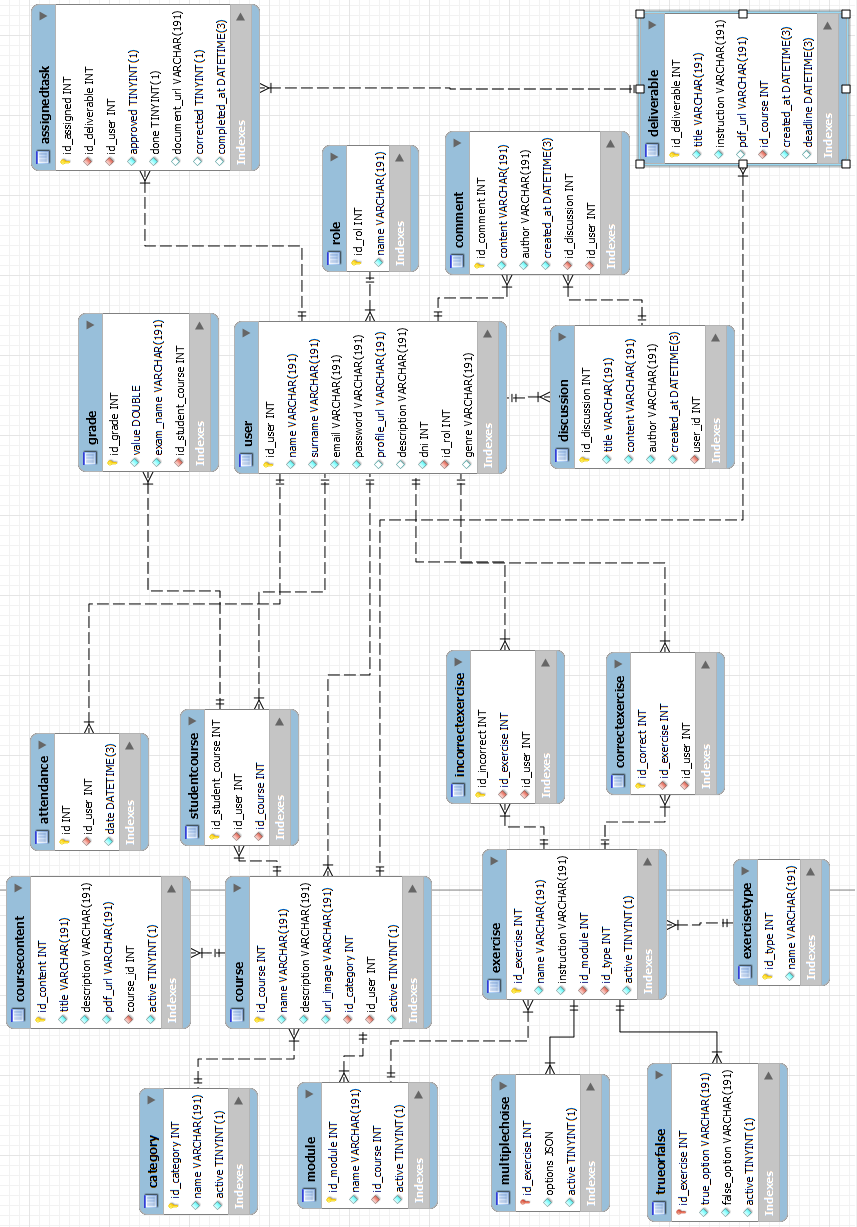 assignedtask
id_assigned INT
id_deliverable INT
id_user INT
approved TINYINT(1)
done TINYINT(1)
document_url VARCHAR(191)
corrected TINYINT(1)
completed_at DATETIME(3)
Indexes
deliverable
id_deliverable INT
title VARCHAR(191)
instruction VARCHAR(191)
pdf_url VARCHAR(191)
id_course INT
created_at DATETIME(3)
deadline DATETIME(3)
Indexes
role
id_rol INT
name VARCHAR(191)
Indexes
comment
id_comment INT
content VARCHAR(191)
author VARCHAR(191)
created_at DATETIME(3)
id_discussion INT
id_user INT
Indexes
grade
id_grade INT
value DOUBLE
exam_name VARCHAR(191)
id_student_course INT
Indexes
user
id_user INT
name VARCHAR(191)
surname VARCHAR(191)
email VARCHAR(191)
password VARCHAR(191)
profile_url VARCHAR(191)
description VARCHAR(191)
dni INT
id_rol INT
genre VARCHAR(191)
Indexes
discussion
id_discussion INT
title VARCHAR(191)
content VARCHAR(191)
author VARCHAR(191)
created_at DATETIME(3)
user_id INT
Indexes
attendance
id INT
id_user INT
date DATETIME(3)
Indexes
studentcourse
id_student_course INT
id_user INT
id_course INT
Indexes
incorrectexercise
id_incorrect INT
id_exercise INT
id_user INT
Indexes
correctexercise
id_correct INT
id_exercise INT
id_user INT
Indexes
coursecontent
id_content INT
title VARCHAR(191)
description VARCHAR(191)
pdf_url VARCHAR(191)
course_id INT
active TINYINT(1)
Indexes
course
id_course INT
name VARCHAR(191)
description VARCHAR(191)
url_image VARCHAR(191)
id_category INT
id_user INT
active TINYINT(1)
Indexes
exercise
id_exercise INT
name VARCHAR(191)
instruction VARCHAR(191)
id_module INT
id_type INT
active TINYINT(1)
Indexes
exercisetype
id_type INT
name VARCHAR(191)
Indexes
category
id_category INT
name VARCHAR(191)
active TINYINT(1)
Indexes
module
id_module INT
name VARCHAR(191)
id_course INT
active TINYINT(1)
Indexes
multiplechoise
id_exercise INT
options JSON
active TINYINT(1)
Indexes
trueorfalse
id_exercise INT
true_option VARCHAR(191)
false_option VARCHAR(191)
active TINYINT(1)
Indexes